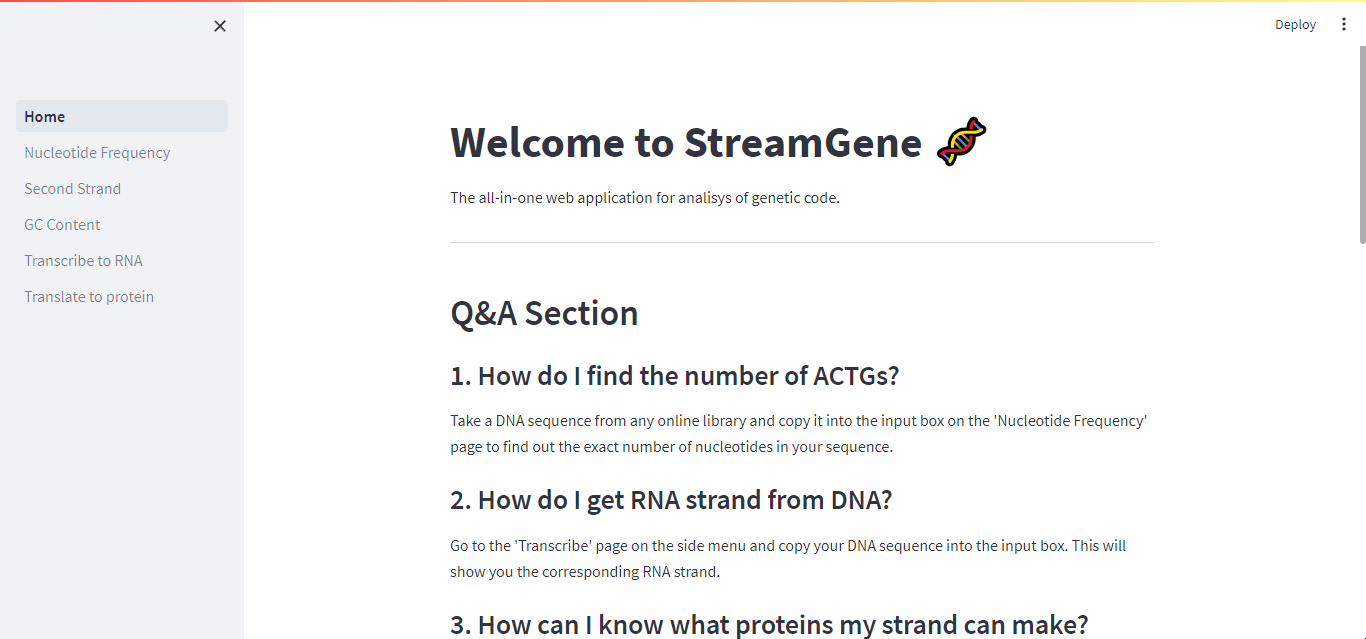 Deploy
Home
Nucleotide Frequency
Second Strand
GC Content
Transcribe to RNA
Translate to protein
Welcome to StreamGene
The all-in-one web application for analisys of genetic code.
Q&A Section
1. How do I find the number of ACTGs?
Take a DNA sequence from any online library and copy it into the input box on the 'Nucleotide Frequency'
page to find out the exact number of nucleotides in your sequence.
2. How do I get RNA strand from DNA?
Go to the 'Transcribe' page on the side menu and copy your DNA sequence into the input box. This will
show you the corresponding RNA strand.
3. How can I know what proteins my strand can make?